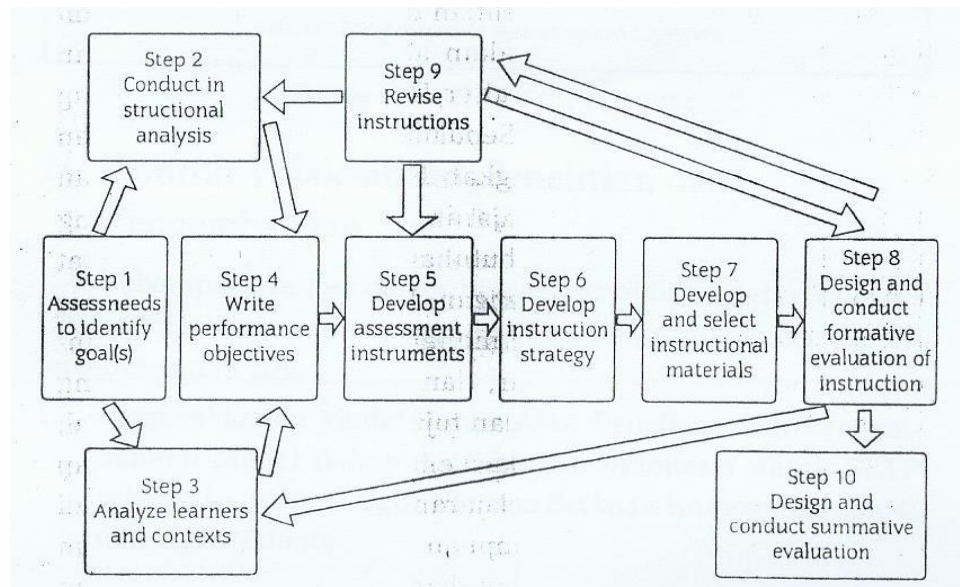 Step 2
Conduct in
structional
analysis
Step 9
Revise
instructions
Step 1
Assessneeds
to identify
goal(s)
Step 4
Write
performance
objectives
Step 5
Develop
assessment
instruments
Step 6
Develop
instruction
strategy
Step 7
Develop
and select
instructional
materials
Step 8
Design and
conduct
formative
evaluation of
instruction
Step 3
Analyze learners
and contexts
Step 10
Design and
conduct summative
evaluation